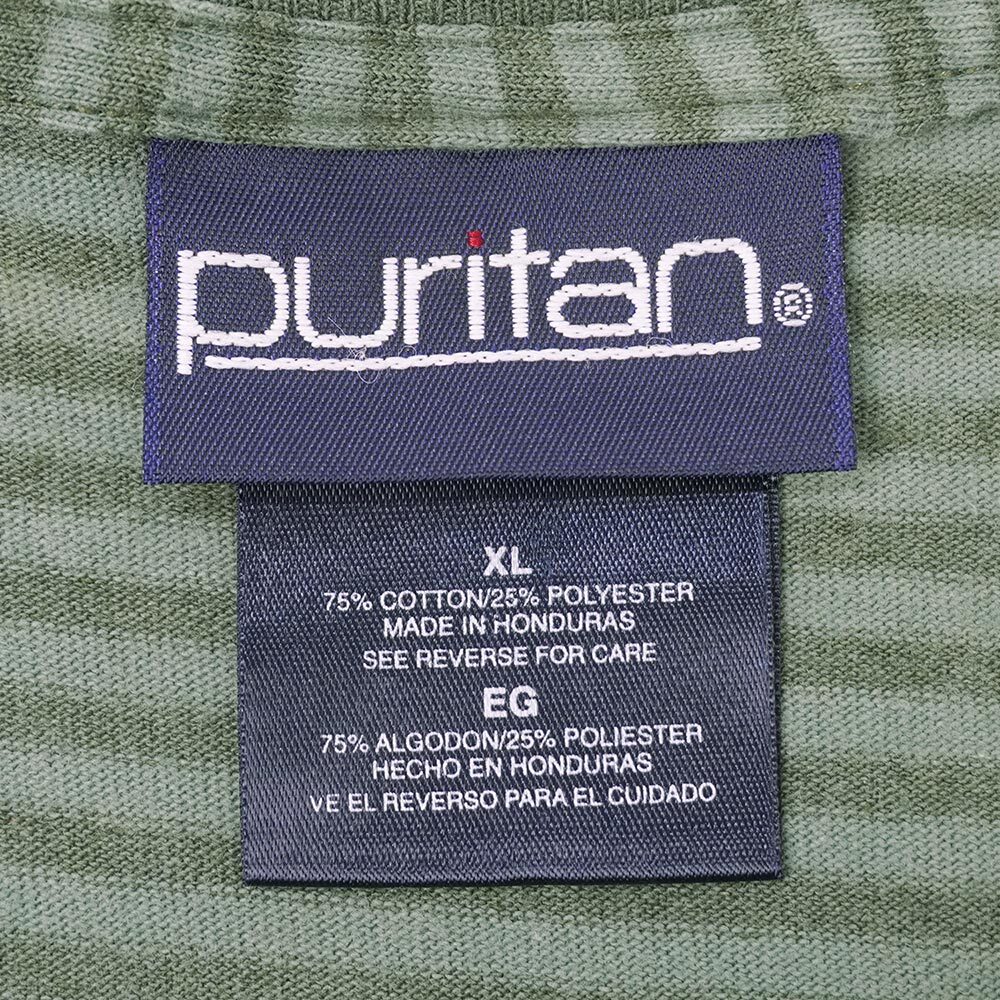 puritan®
XL
75% COTTON/25% POLYESTER
MADE IN HONDURAS
SEE REVERSE FOR CARE
EG
75% ALGODON/25% POLIESTER
HECHO EN HONDURAS
VE EL REVERSO PARA EL CUIDADO